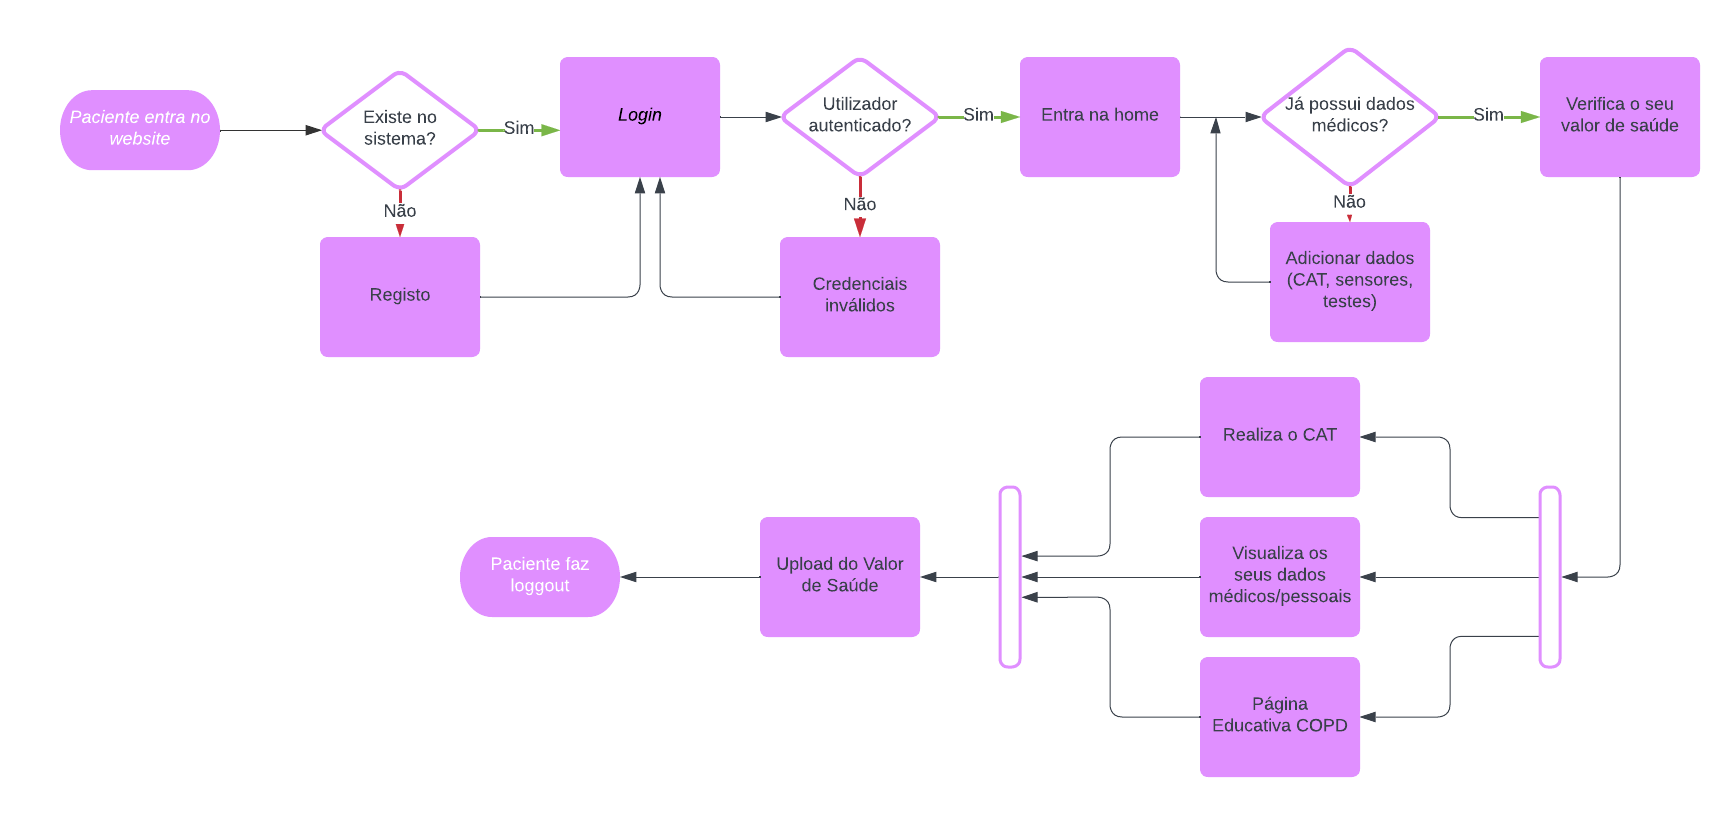 Paciente entra no
website
Existe no
sistema?
Sim
Não
Registo
Login
Utilizador
autenticado?
Sim
Não
Credenciais
inválidos
Entra na home
Já possui dados
médicos?
Sim
Não
Adicionar dados
(CAT, sensores,
testes)
Verifica o seu
valor de saúde
Realiza o CAT
Visualiza os
seus dados
médicos/pessoais
Página
Educativa COPD
Upload do Valor
de Saúde
Paciente faz
loggout